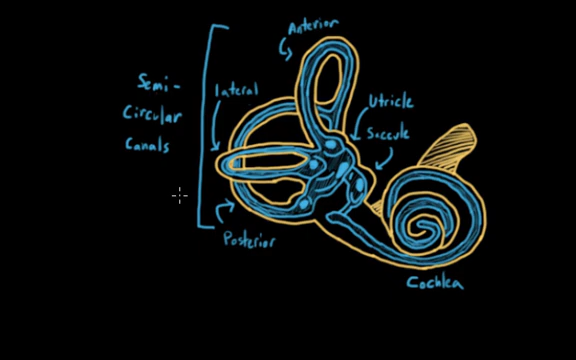 Anterior
Semi-
Circular
Canals
lateral
Utricle
Saccule
Posterior
Cochlea